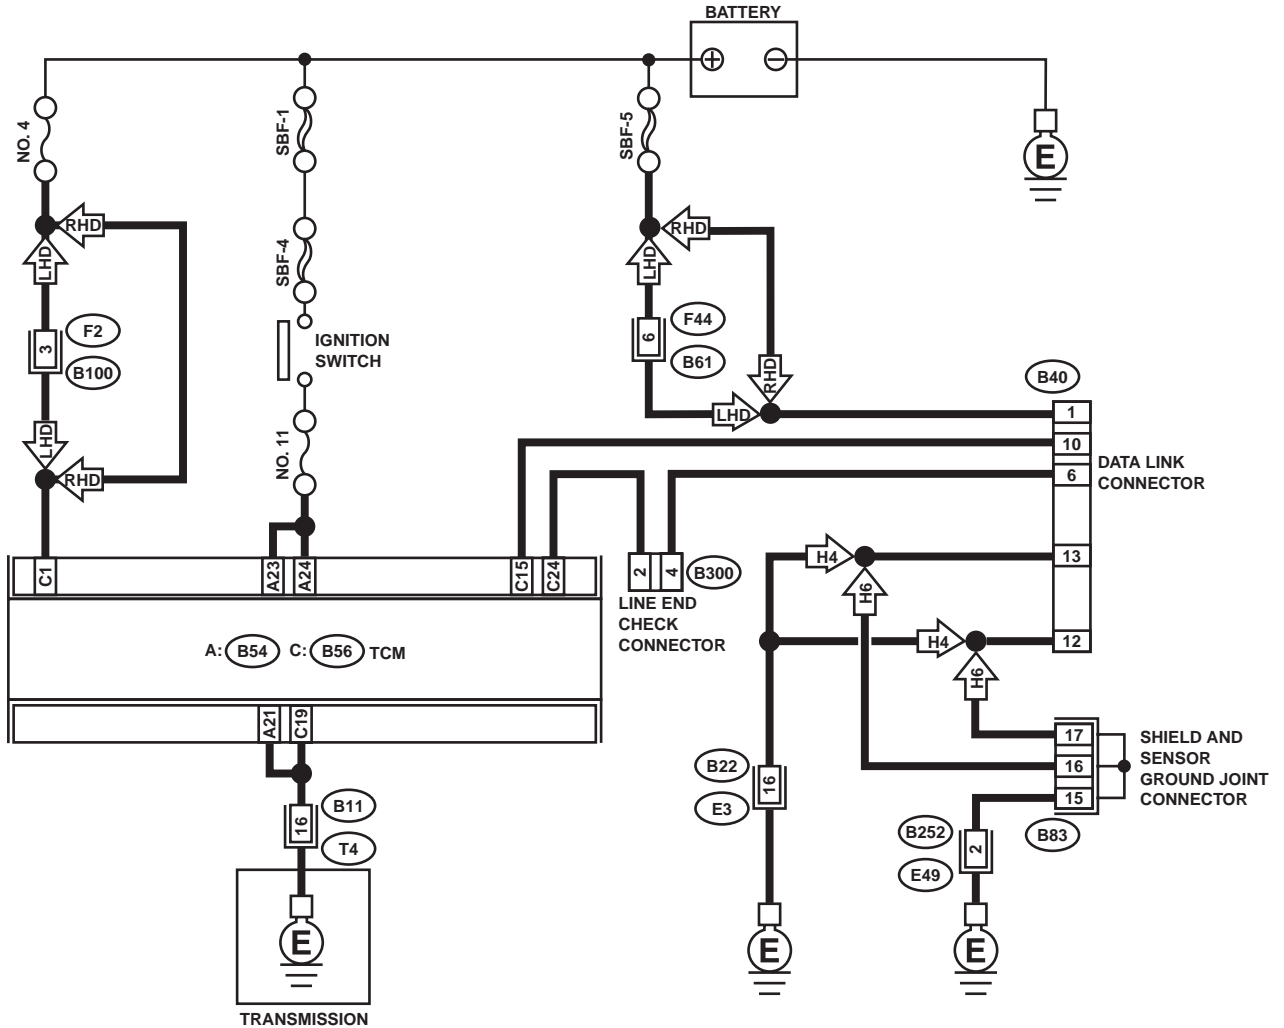 BATTERY
E
NO. 4
SBF-1
SBF-5
RHD
LHD
SBF-4
RHD
LHD
F2
3
B100
IGNITION
SWITCH
F44
6
B61
RHD
LHD
B40
1
10
6
13
12
DATA LINK
CONNECTOR
LHD
RHD
NO. 11
C1
A23
A24
C15
C24
2
4
B300
LINE END
CHECK
CONNECTOR
H4
H6
H4
H6
A: B54 C: B56 TCM
A21
C19
B11
16
T4
E
TRANSMISSION
B22
16
E3
E
17
16
15
SHIELD AND
SENSOR
GROUND JOINT
CONNECTOR
B83
B252
2
E49
E